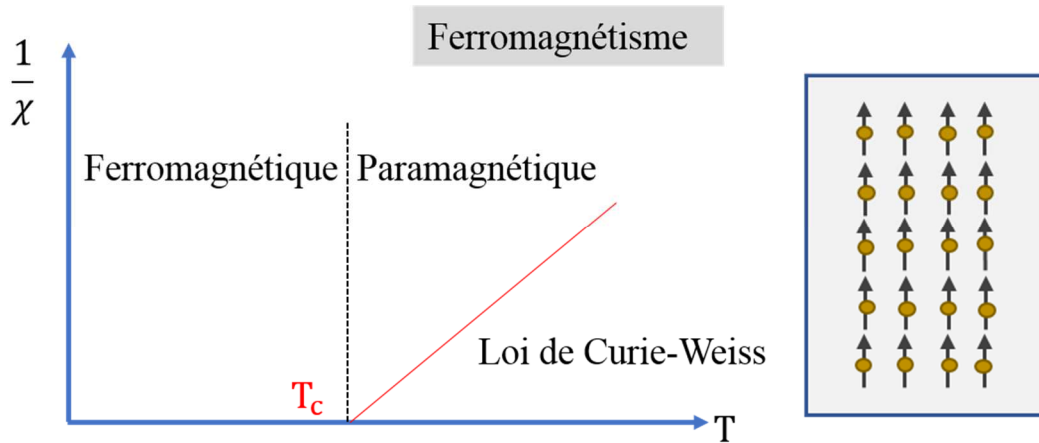 Ferromagnétisme
1
χ
Ferromagnétique
Paramagnétique
Loi de Curie-Weiss
Tc
T